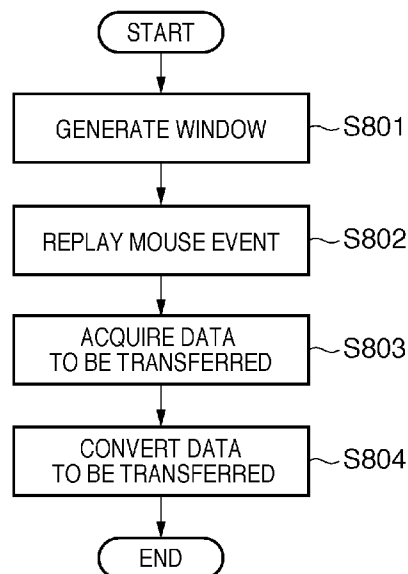 START
GENERATE WINDOW
S801
REPLAY MOUSE EVENT
S802
ACQUIRE DATA
TO BE TRANSFERRED
S803
CONVERT DATA
TO BE TRANSFERRED
S804
END